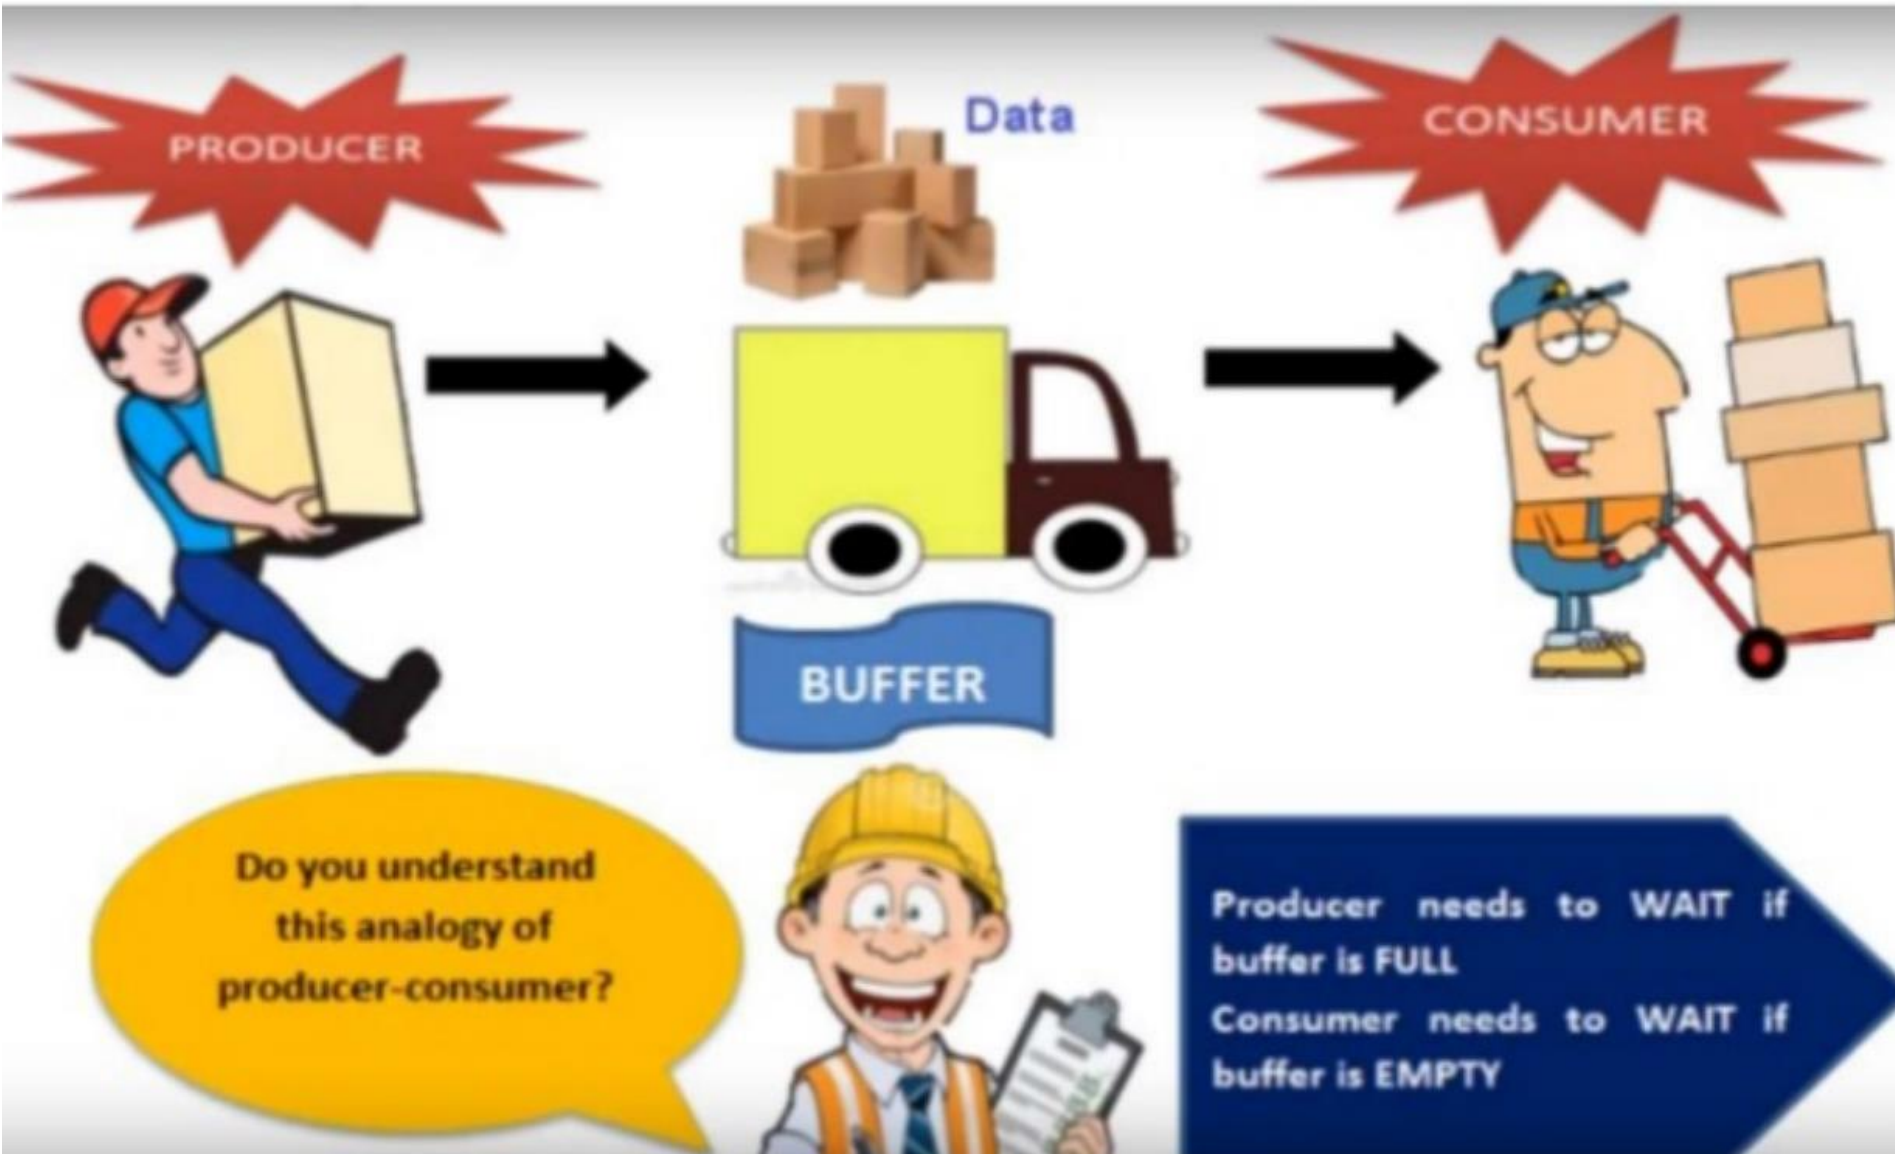 PRODUCER
Data
CONSUMER
BUFFER
Do you understand
this analogy of
producer-consumer?
Producer needs to WAIT if
buffer is FULL
Consumer needs to WAIT if
buffer is EMPTY